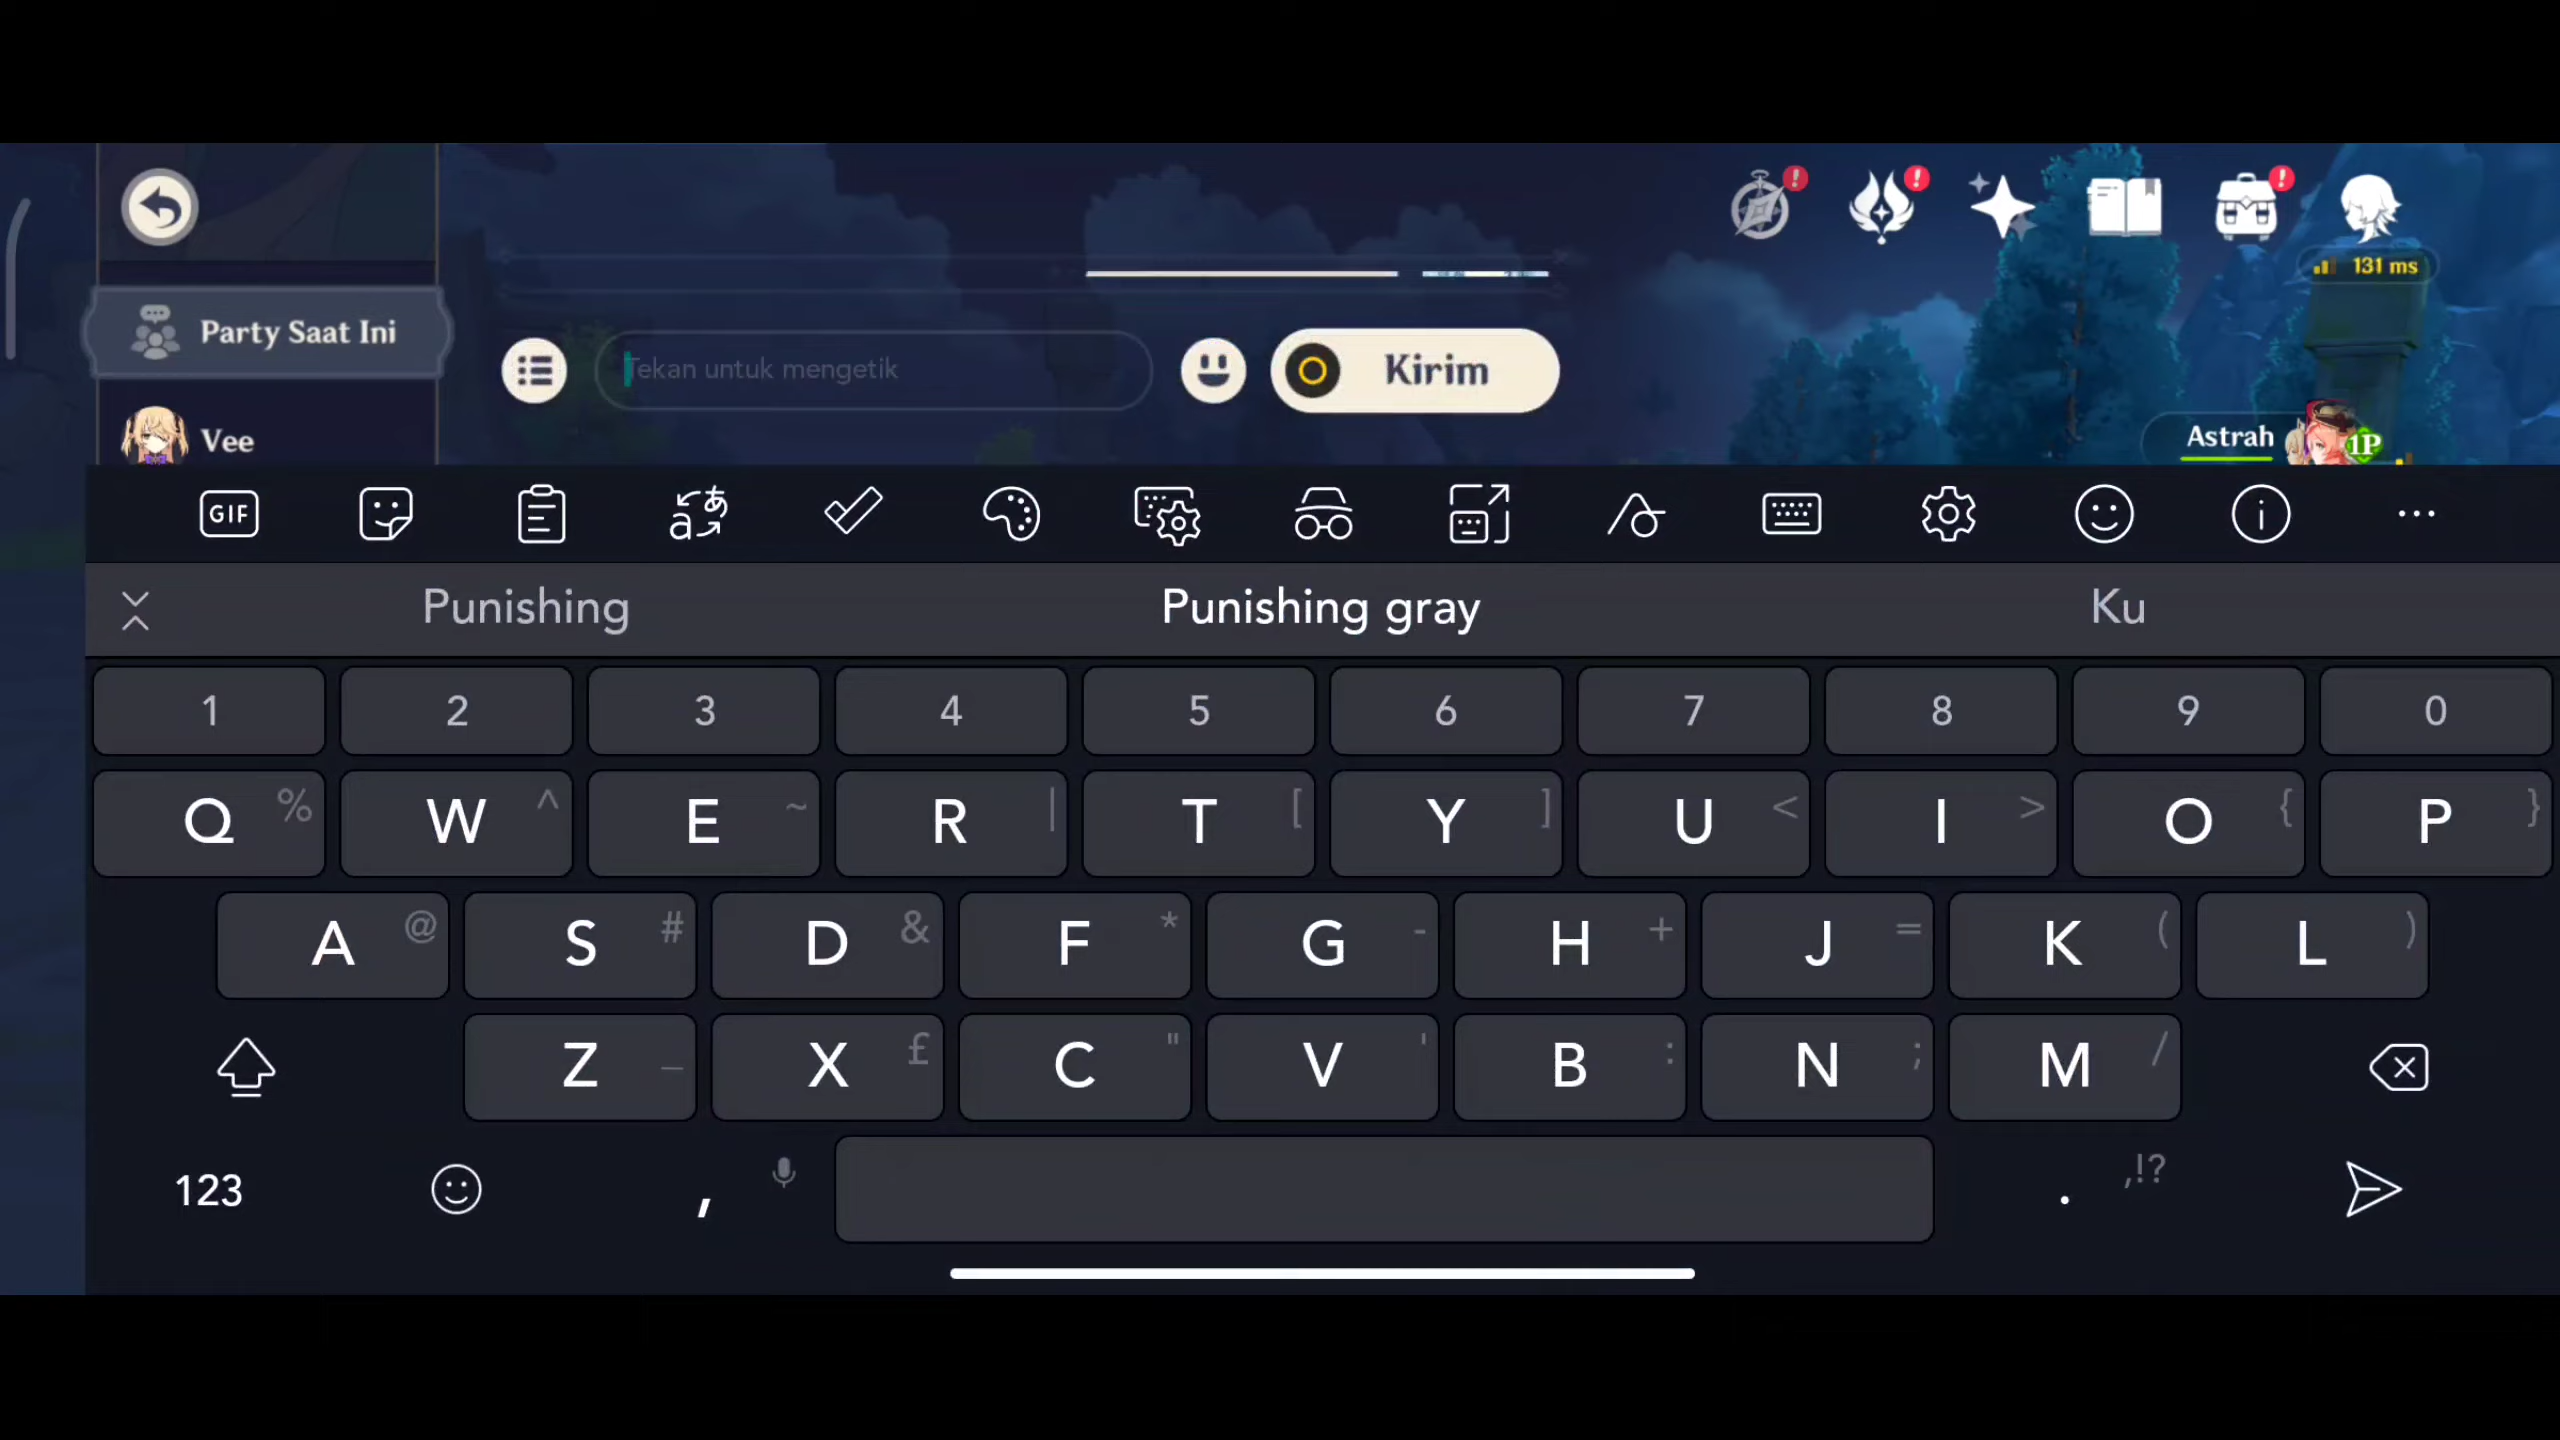 131 ms
Party Saat Ini
Tekan untuk mengetik
Kirim
Vee
Astrah
1P
GIF
Punishing
Punishing gray
Ku
1 2 3 4 5 6 7 8 9 0
Q % W ^ E ~ R | T [ Y ] U < I > O { P }
A @ S # D & F * G - H + J = K ( L )
Z _ X £ C " V ' B : N ; M /
123 , . ,!?